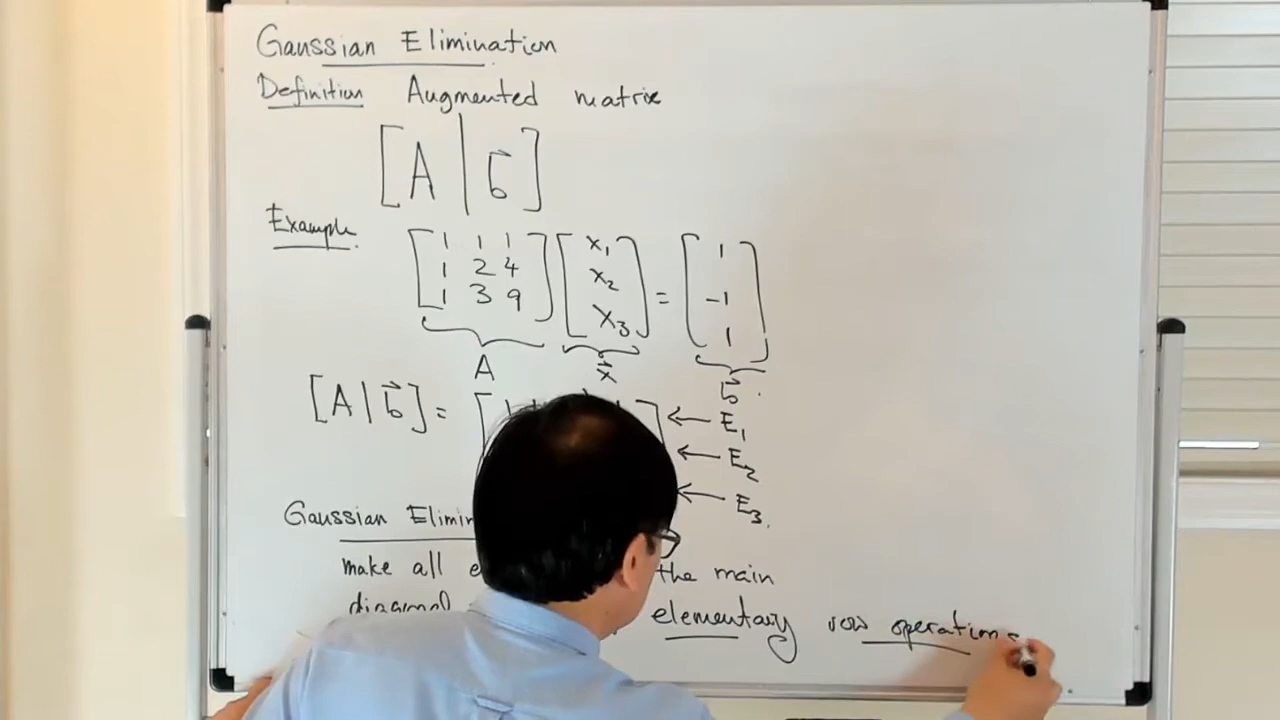 Gaussian Elimination
Definition Augmented matrix
[A | b⃗]
Example
[1 1 1 [x₁ [1
1 2 4 x₂ = -1
1 3 9] x₃] 1]
A x⃗ b⃗.
[A | b⃗] = [ ] ← E₁
← E₂
← E₃.
Gaussian
make all the main
diagonal elementary row operations